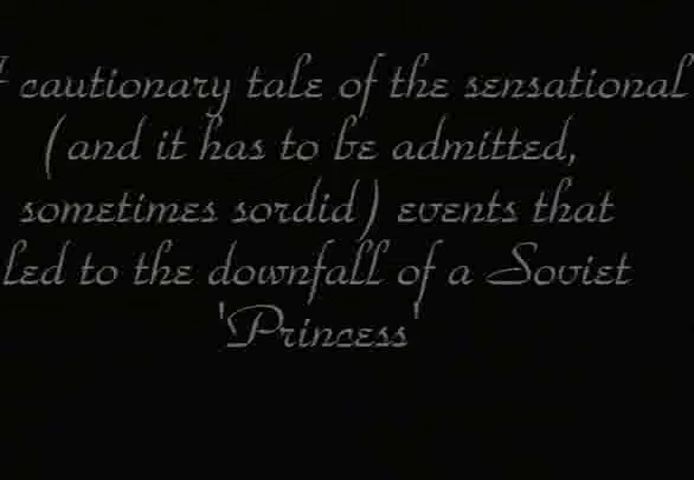 A cautionary tale of the sensational
(and it has to be admitted,
sometimes sordid) events that
led to the downfall of a Soviet
'Princess'